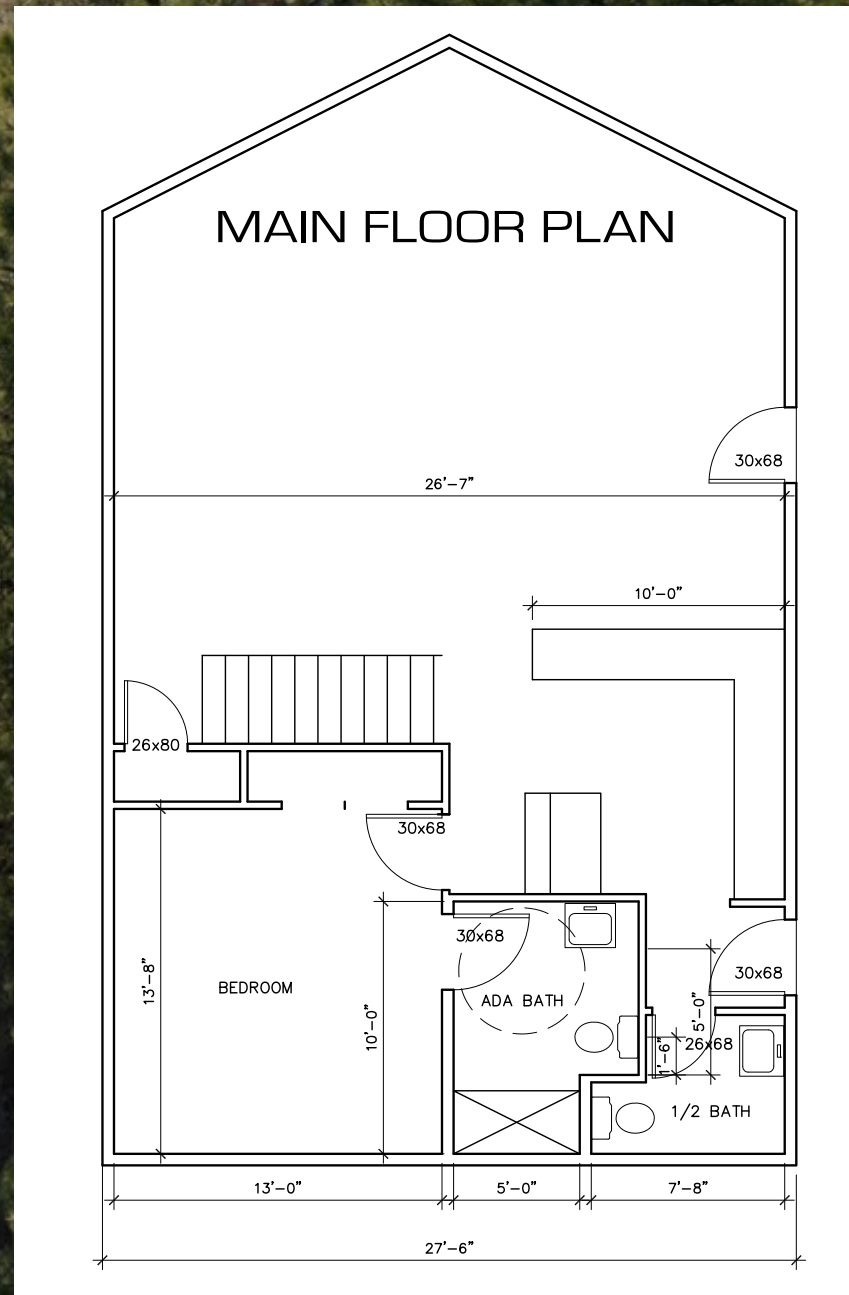 MAIN FLOOR PLAN
30x68
26'-7"
10'-0"
26x80
30x68
30x68
13'-8"
BEDROOM
10'-0"
ADA BATH
30x68
5'-0"
1'-6"
26x68
1/2 BATH
13'-0"
5'-0"
7'-8"
27'-6"